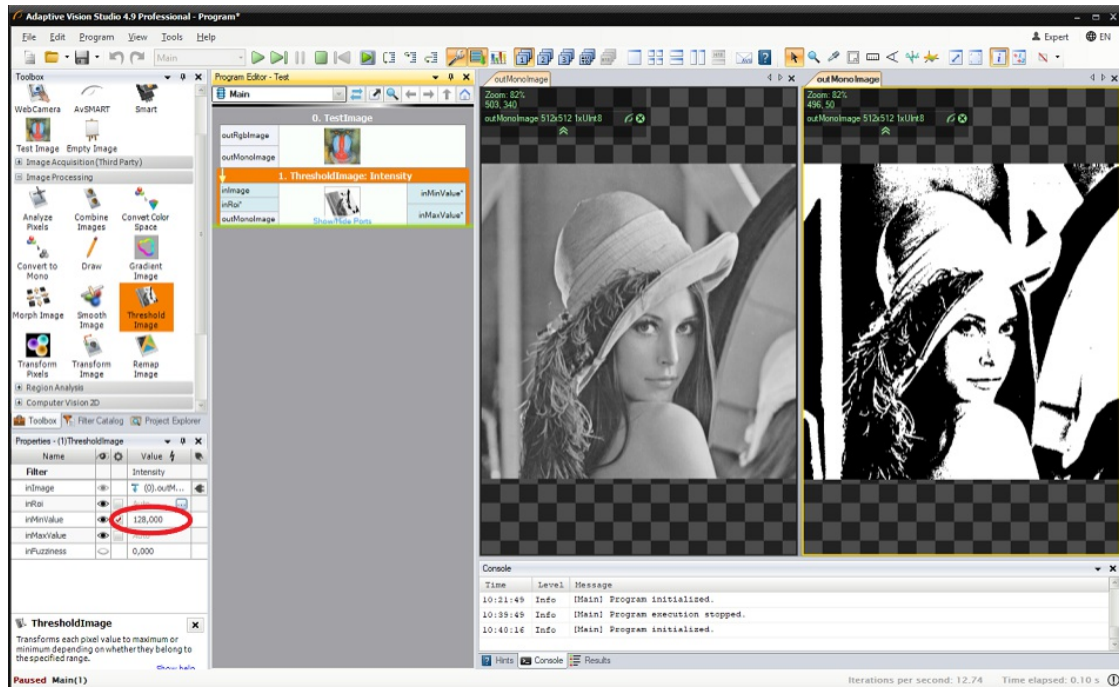 Adaptive Vision Studio 4.9 Professional - Program*
File Edit Program View Tools Help
Expert EN
Main
Toolbox
WebCamera AvSMART Smart
Test Image Empty Image
Image Acquisition (Third Party)
Image Processing
Analyze Pixels
Combine Images
Convert Color Space
Convert to Mono
Draw
Gradient Image
Morph Image
Smooth Image
Threshold Image
Transform Pixels
Transform Image
Remap Image
Region Analysis
Computer Vision 2D
Toolbox Filter Catalog Project Explorer
Properties - (1)ThresholdImage
Name Value
Filter Intensity
inImage (0).outM...
inRoi Auto
inMinValue 128,000
inMaxValue Auto
inFuzziness 0,000
ThresholdImage
Transforms each pixel value to maximum or
minimum depending on whether they belong to
the specified range.
Show help
Program Editor - Test
Main
0. TestImage
outRgbImage
outMonoImage
1. ThresholdImage: Intensity
inImage
inRoi*
outMonoImage
Show/Hide Ports
inMinValue*
inMaxValue*
outMonoImage
Zoom: 82%
503, 340
outMonoImage 512x512 1xUInt8
outMonoImage
Zoom: 82%
496, 50
outMonoImage 512x512 1xUInt8
Console
Time Level Message
10:21:49 Info [Main] Program initialized.
10:39:49 Info [Main] Program execution stopped.
10:40:16 Info [Main] Program initialized.
Hints Console Results
Paused Main(1)
Iterations per second: 12.74 Time elapsed: 0.10 s